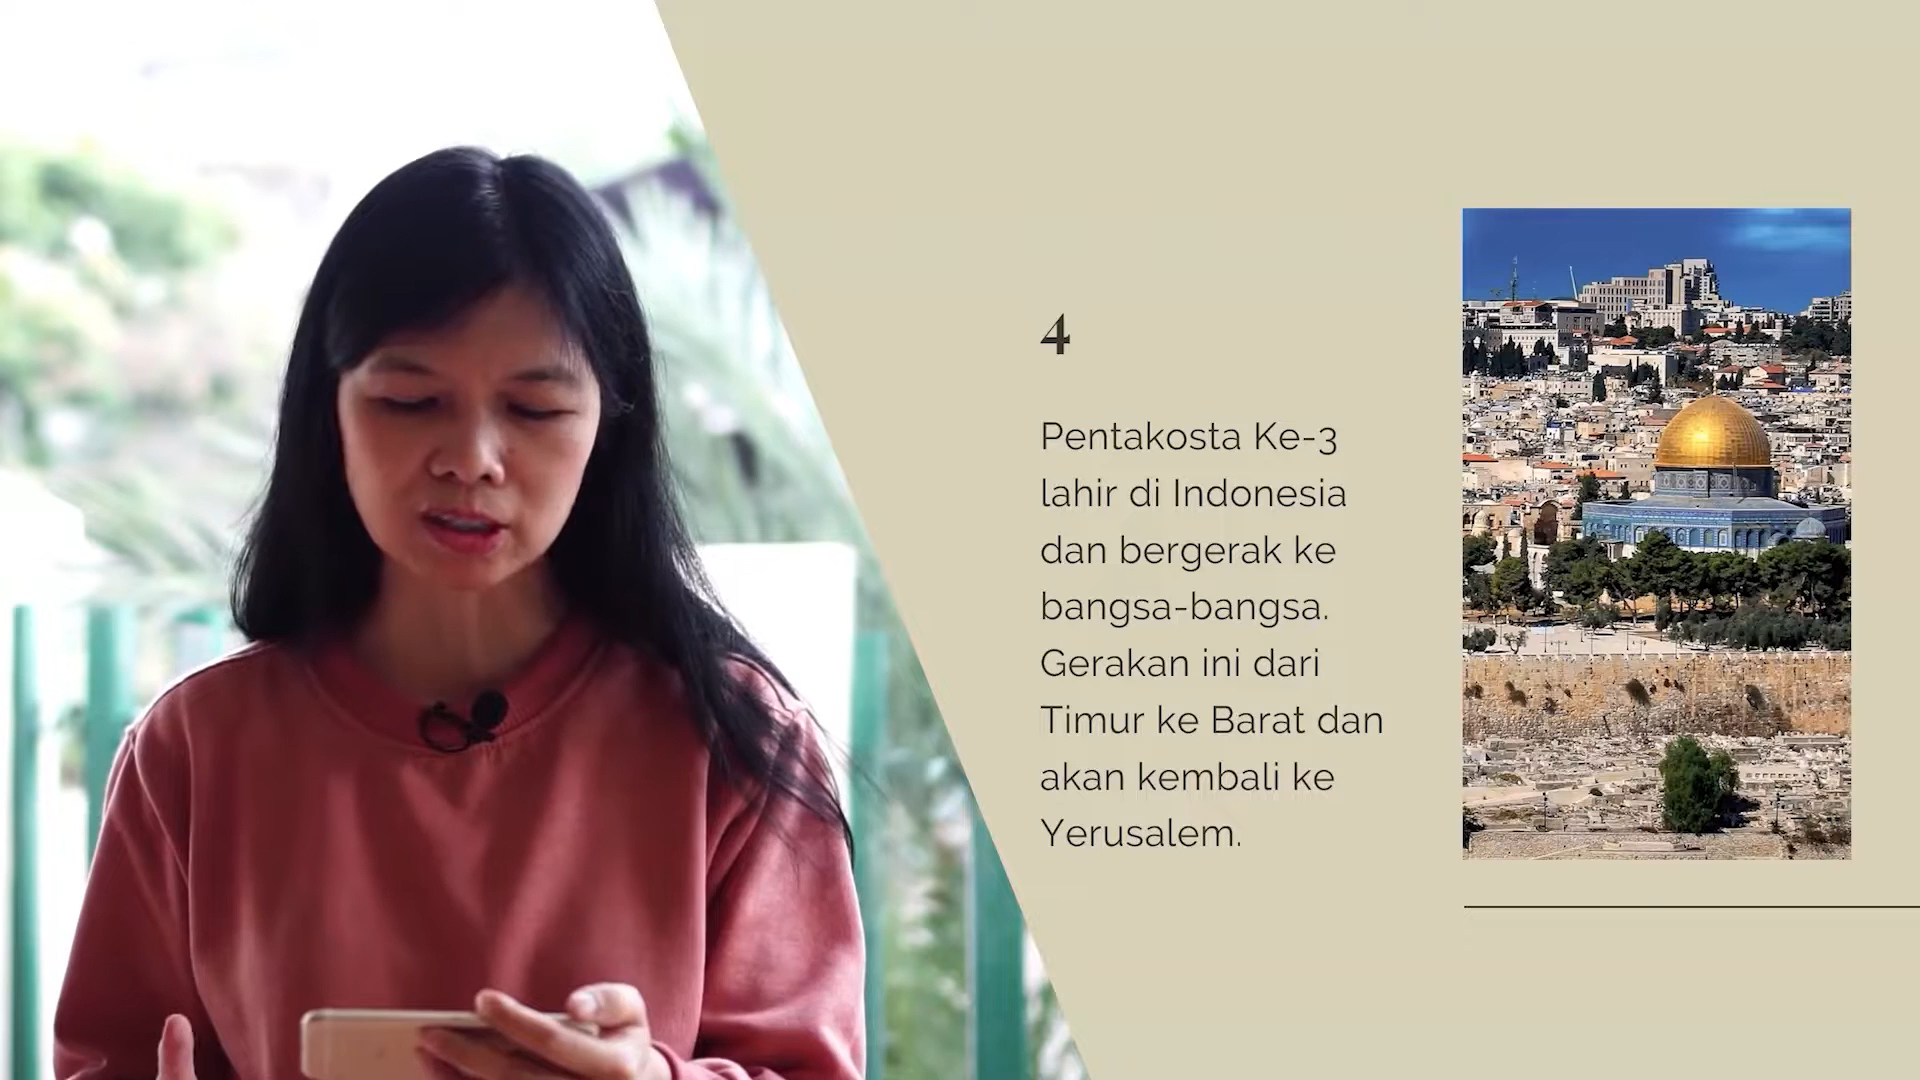 4
Pentakosta Ke-3
lahir di Indonesia
dan bergerak ke
bangsa-bangsa.
Gerakan ini dari
Timur ke Barat dan
akan kembali ke
Yerusalem.